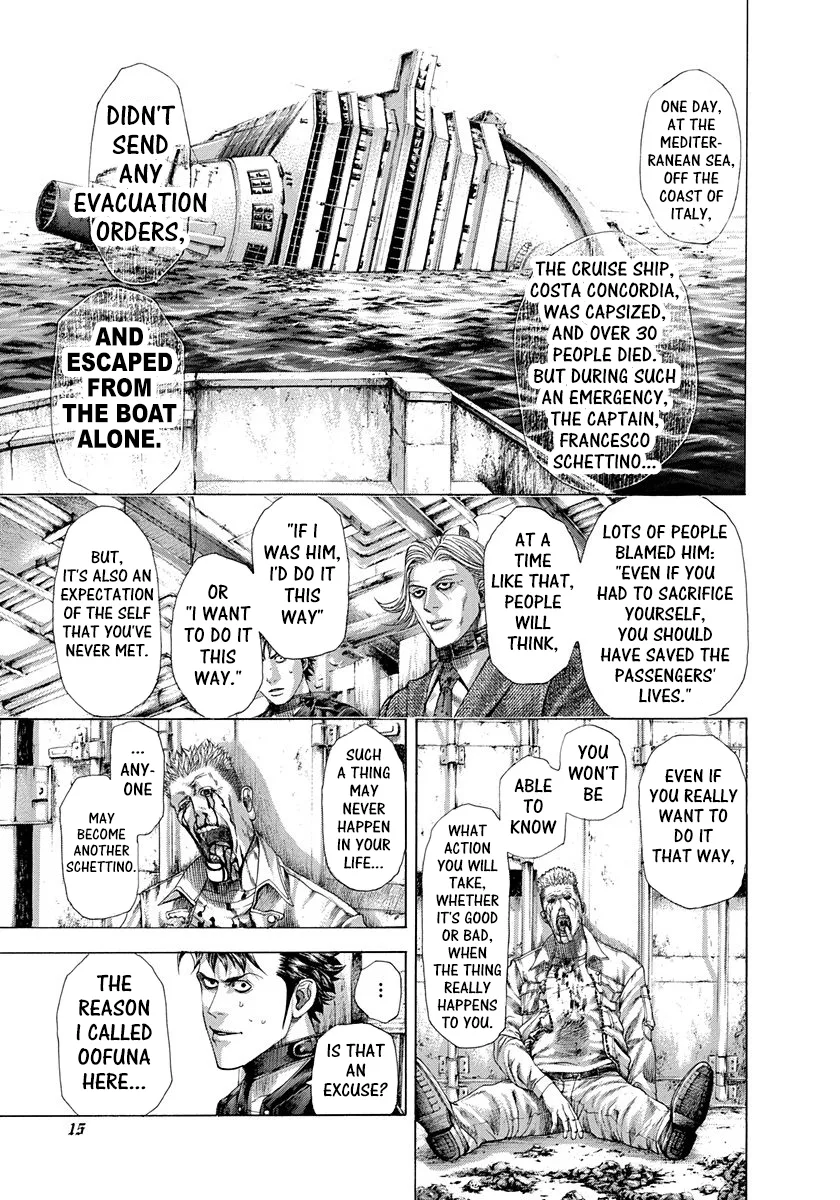 ONE DAY,
AT THE
MEDITER-
RANEAN SEA,
OFF THE
COAST OF
ITALY,
THE CRUISE SHIP,
COSTA CONCORDIA,
WAS CAPSIZED,
AND OVER 30
PEOPLE DIED.
BUT DURING SUCH
AN EMERGENCY,
THE CAPTAIN,
FRANCESCO
SCHETTINO...
DIDN'T
SEND
ANY
EVACUATION
ORDERS,
AND
ESCAPED
FROM
THE BOAT
ALONE.
LOTS OF PEOPLE
BLAMED HIM:
"EVEN IF YOU
HAD TO SACRIFICE
YOURSELF,
YOU SHOULD
HAVE SAVED THE
PASSENGERS'
LIVES."
AT A
TIME
LIKE THAT,
PEOPLE
WILL
THINK,
"IF I
WAS HIM,
I'D DO IT
THIS WAY"
OR
"I WANT
TO DO IT
THIS
WAY."
BUT,
IT'S ALSO AN
EXPECTATION
OF THE SELF
THAT YOU'VE
NEVER MET.
EVEN IF
YOU REALLY
WANT TO
DO IT
THAT WAY,
YOU
WON'T
BE
ABLE
TO
KNOW
WHAT
ACTION
YOU WILL
TAKE,
WHETHER
IT'S GOOD
OR BAD,
WHEN
THE THING
REALLY
HAPPENS
TO YOU.
SUCH
A THING
MAY
NEVER
HAPPEN
IN YOUR
LIFE...
...
ANY-
ONE
MAY
BECOME
ANOTHER
SCHETTINO.
...
IS THAT
AN
EXCUSE?
THE
REASON
I CALLED
OOFUNA
HERE...
15